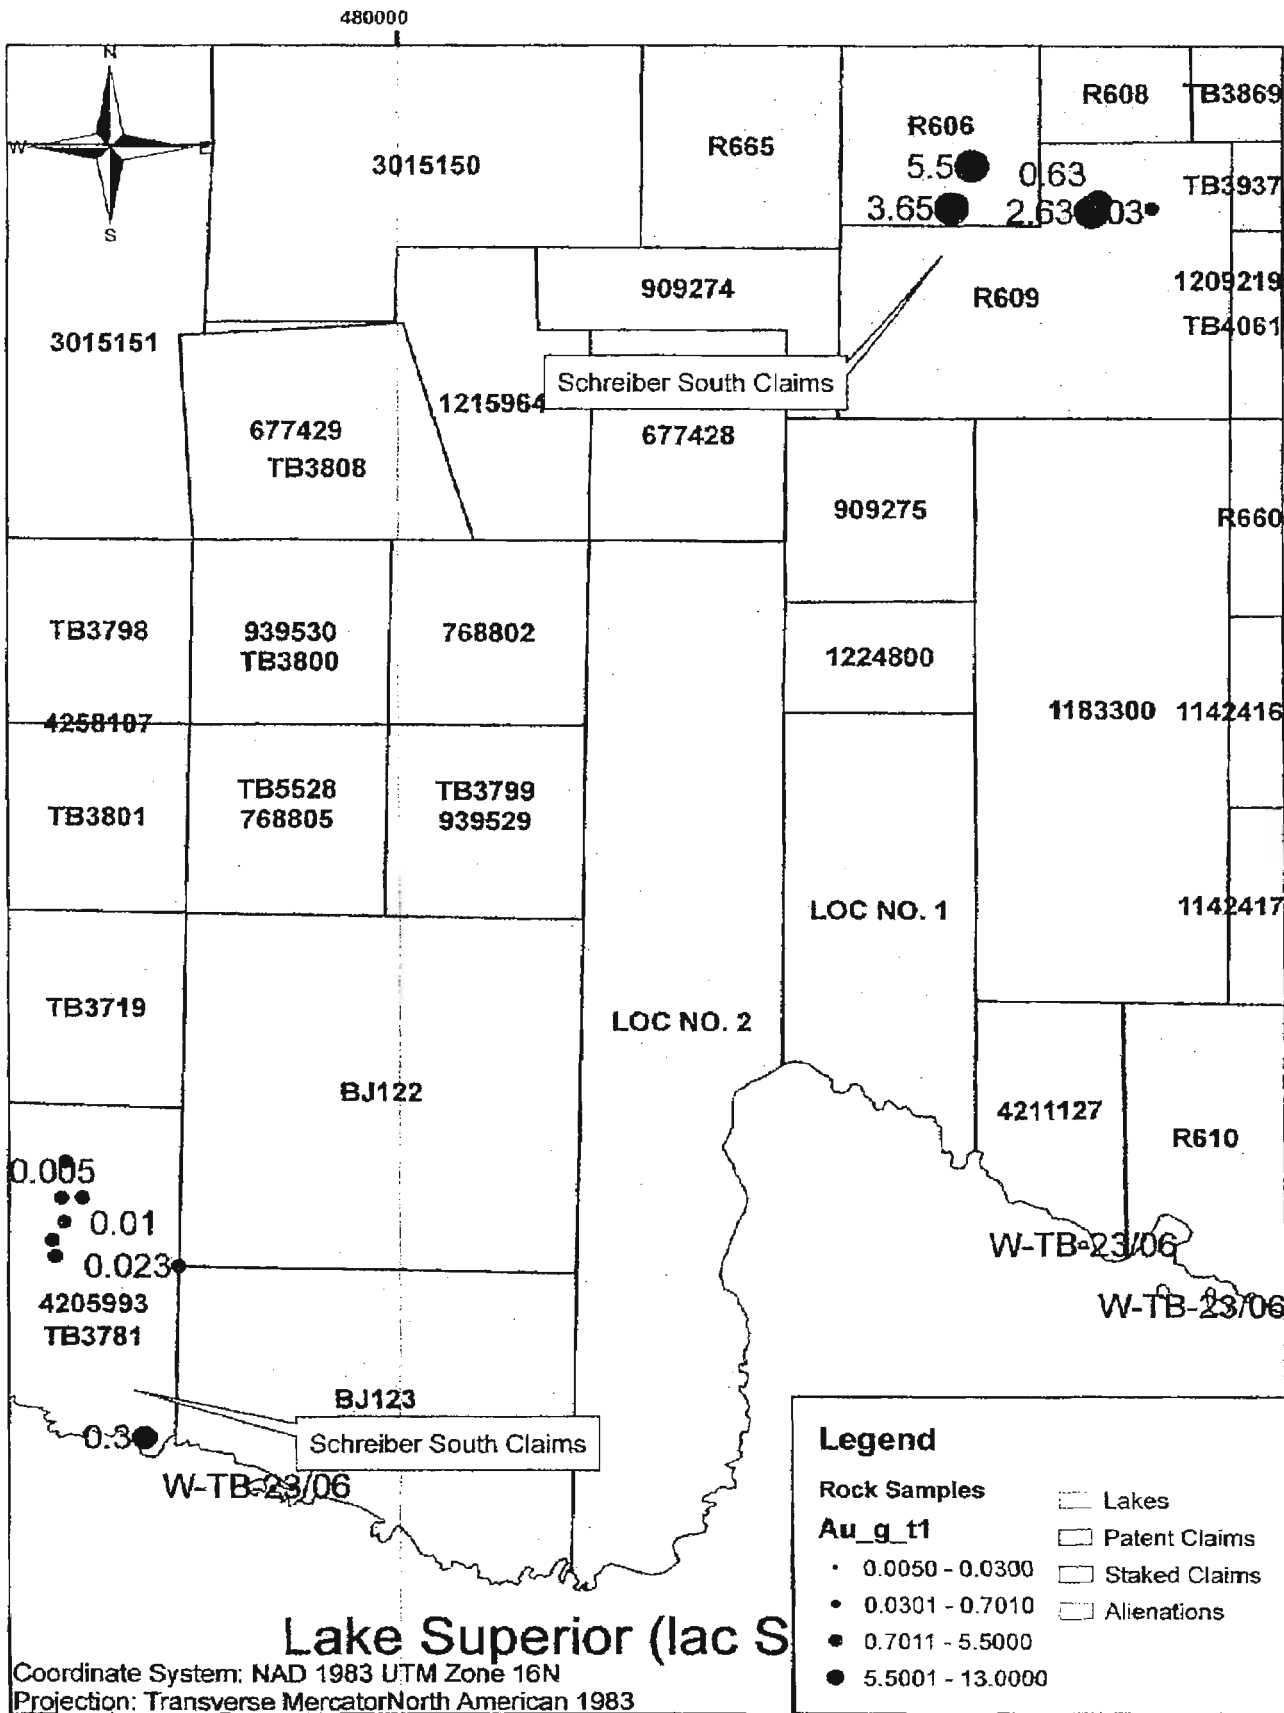 480000
N
W
E
S
3015150
R665
R606
R608
TB3869
5.5
0.63
TB3937
3.65
2.63
03
909274
R609
1209219
TB4061
3015151
Schreiber South Claims
1215964
677429
TB3808
677428
909275
R660
TB3798
939530
TB3800
768802
1224800
4258107
1183300
1142416
TB3801
TB5528
768805
TB3799
939529
LOC NO. 1
1142417
TB3719
LOC NO. 2
BJ122
4211127
R610
0.005
0.01
0.023
W-TB-23/06
W-TB-23/06
4205993
TB3781
BJ123
0.3
Schreiber South Claims
W-TB-23/06
Legend
Rock Samples
Au_g_t1
0.0050 - 0.0300
0.0301 - 0.7010
0.7011 - 5.5000
5.5001 - 13.0000
Lakes
Patent Claims
Staked Claims
Alienations
Lake Superior (lac S
Coordinate System: NAD 1983 UTM Zone 16N
Projection: Transverse MercatorNorth American 1983